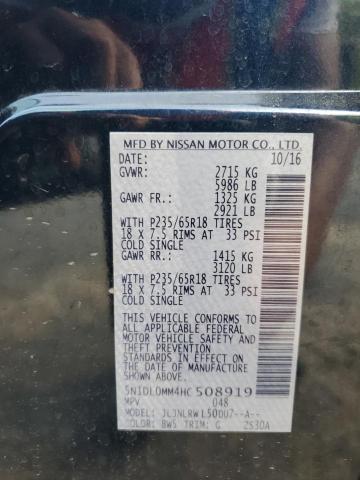 MFD BY NISSAN MOTOR CO., LTD.
DATE: 10/16
GVWR: 2715 KG
5986 LB
GAWR FR.: 1325 KG
2921 LB
WITH P235/65R18 TIRES
18 X 7.5 RIMS AT 33 PSI
COLD SINGLE
GAWR RR.: 1415 KG
3120 LB
WITH P235/65R18 TIRES
18 X 7.5 RIMS AT 33 PSI
COLD SINGLE
THIS VEHICLE CONFORMS TO
ALL APPLICABLE FEDERAL
MOTOR VEHICLE SAFETY AND
STANDARDS IN EFFECT ON
THE DATE OF MANUFACTURE
SHOWN ABOVE.
5N1DL0MM4HC 508919
MPV 048
MODEL:
COLOR: BW5 TRIM: G